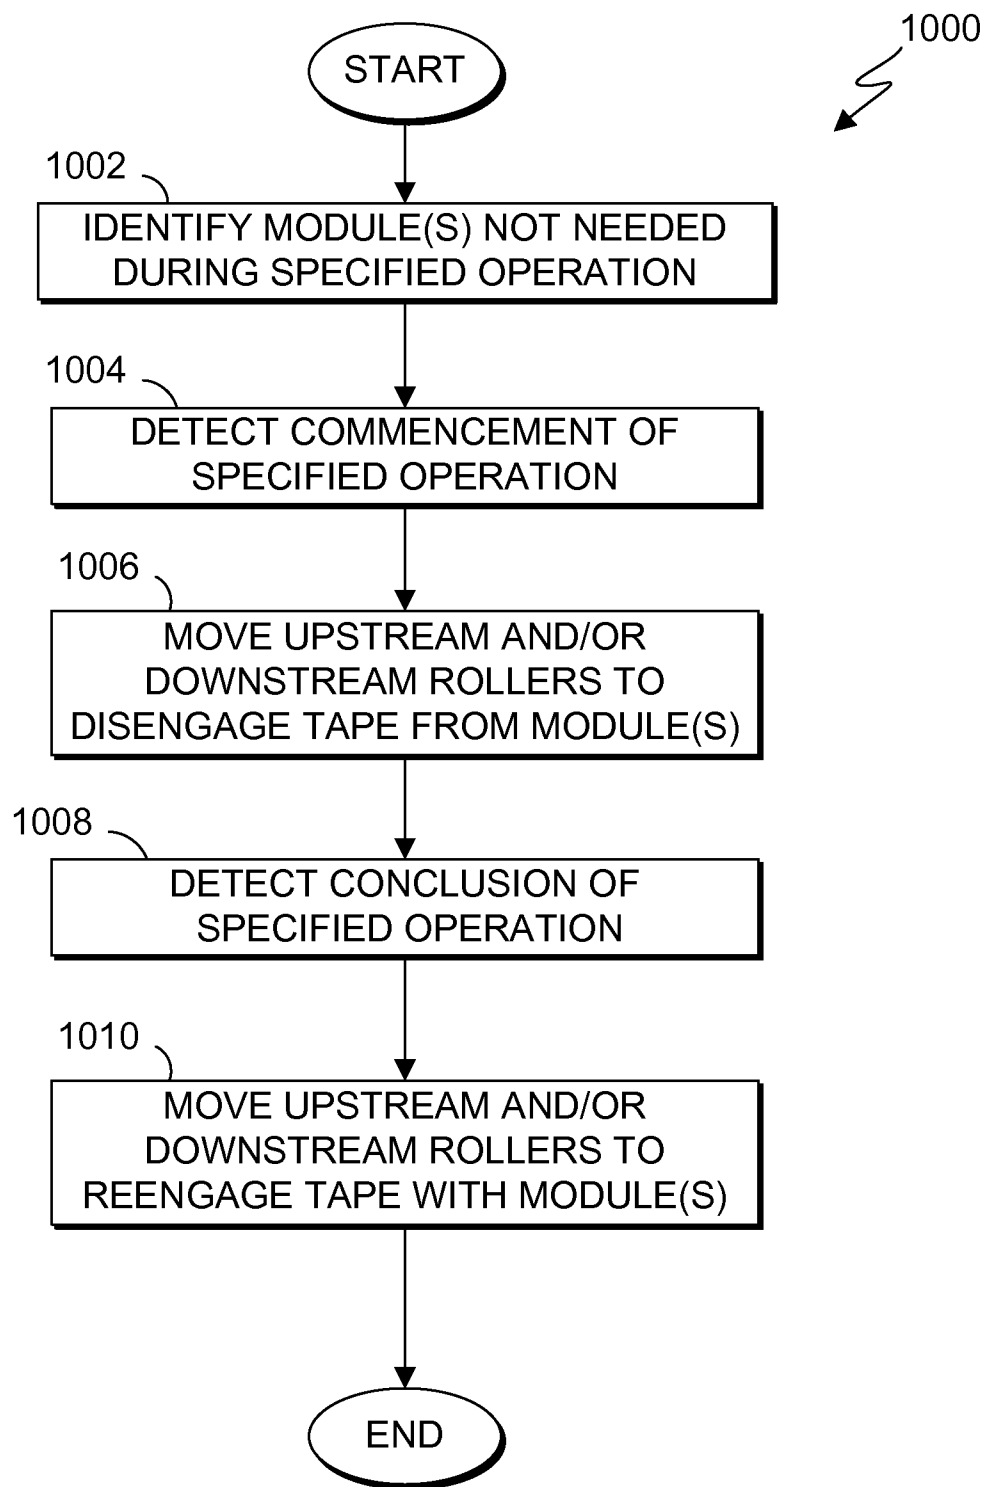 1000
START
1002
IDENTIFY MODULE(S) NOT NEEDED
DURING SPECIFIED OPERATION
1004
DETECT COMMENCEMENT OF
SPECIFIED OPERATION
1006
MOVE UPSTREAM AND/OR
DOWNSTREAM ROLLERS TO
DISENGAGE TAPE FROM MODULE(S)
1008
DETECT CONCLUSION OF
SPECIFIED OPERATION
1010
MOVE UPSTREAM AND/OR
DOWNSTREAM ROLLERS TO
REENGAGE TAPE WITH MODULE(S)
END